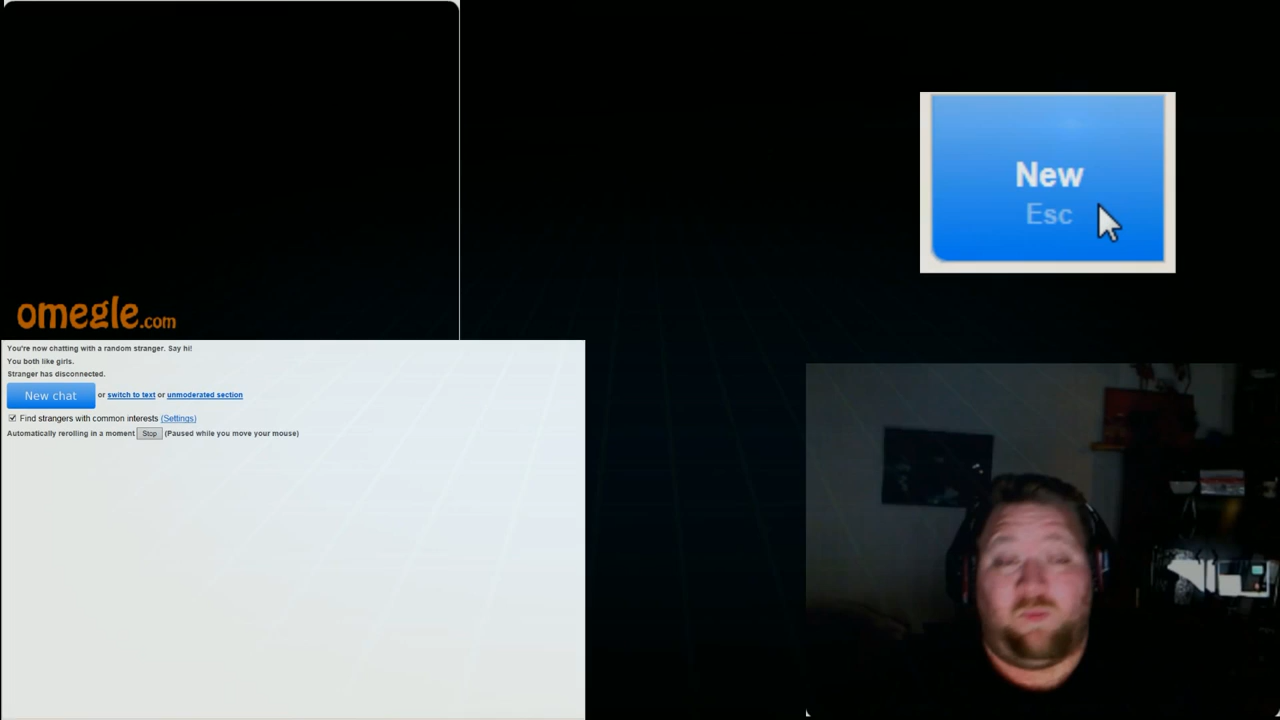 New
Esc
omegle.com
You're now chatting with a random stranger. Say hi!
You both like girls.
Stranger has disconnected.
New chat or switch to text or unmoderated section
Find strangers with common interests (Settings)
Automatically rerolling in a moment Stop (Paused while you move your mouse)